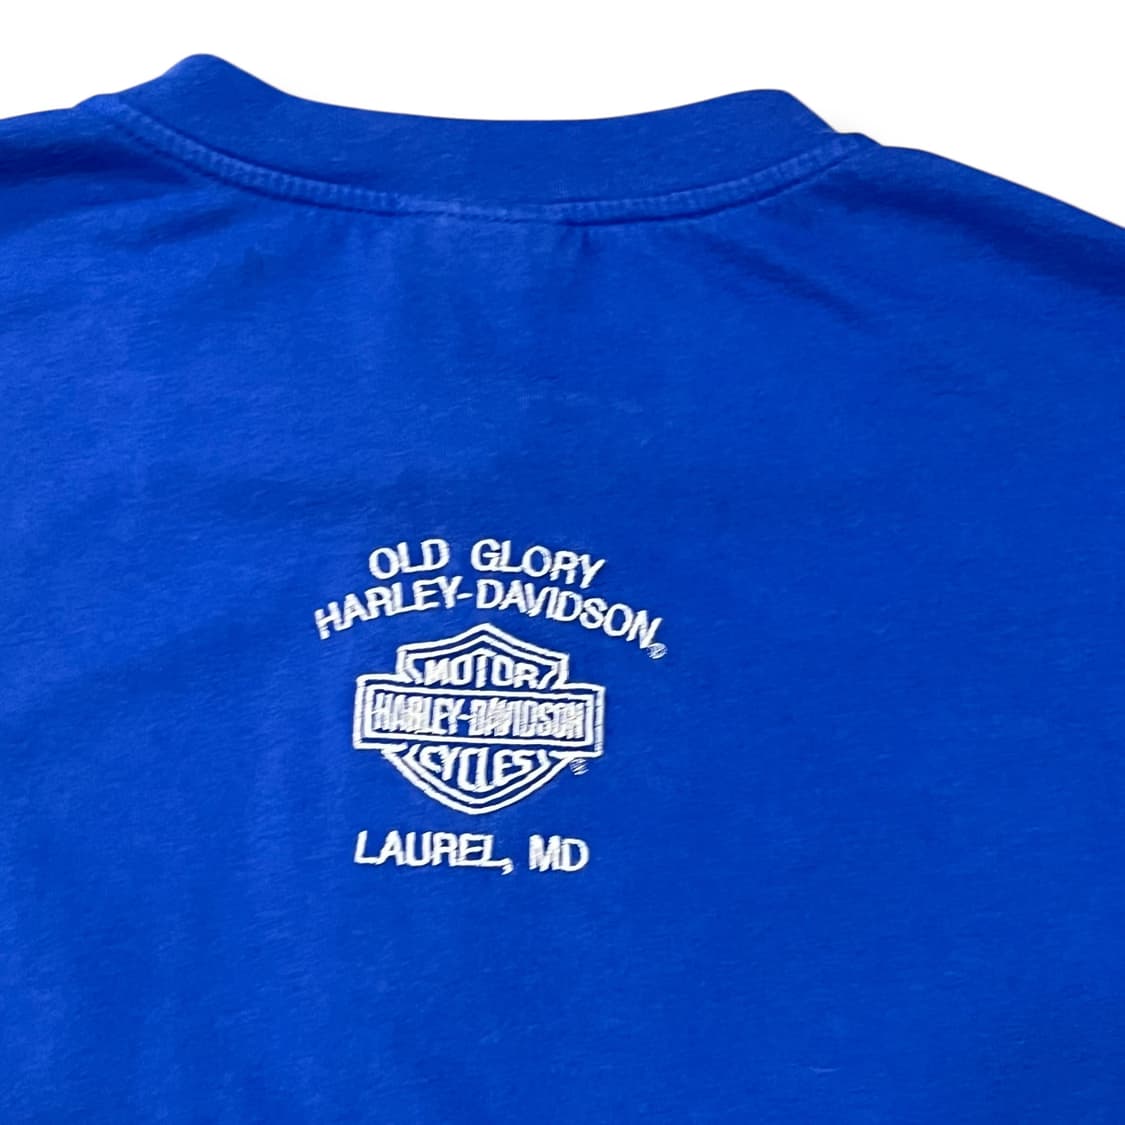 OLD GLORY
HARLEY-DAVIDSON®
MOTOR
HARLEY-DAVIDSON
CYCLES
LAUREL, MD